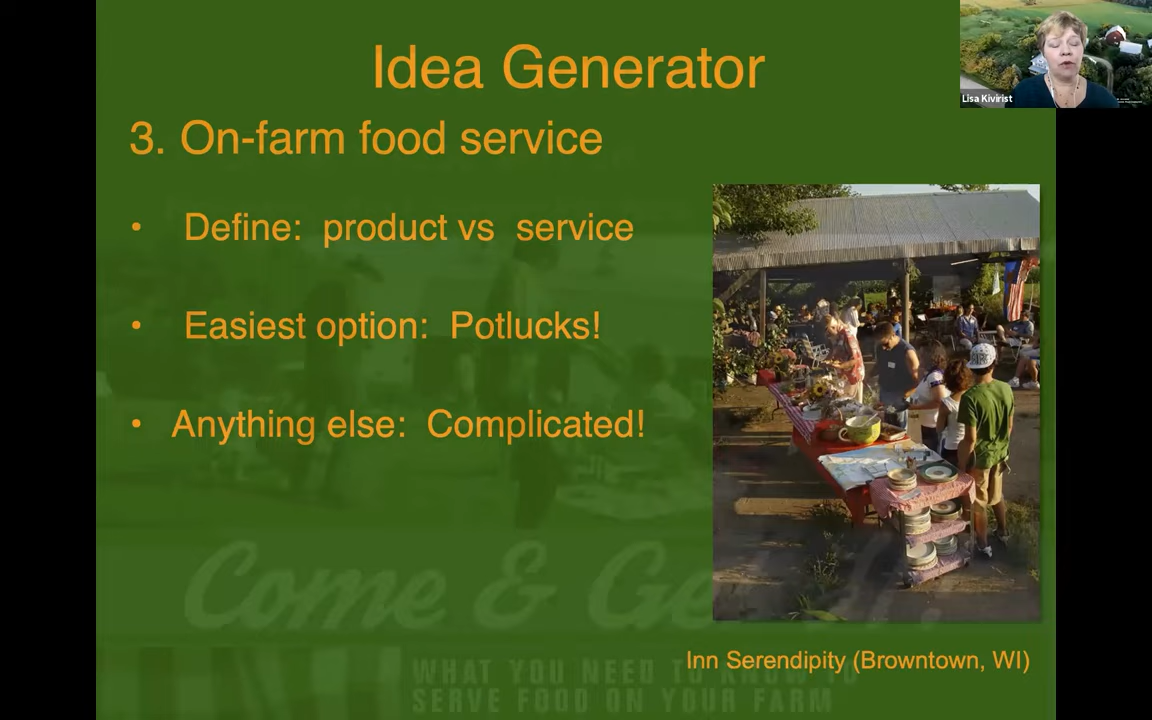 Idea Generator
Lisa Kivirist
3. On-farm food service
• Define: product vs service
• Easiest option: Potlucks!
• Anything else: Complicated!
Come & Get It!
Inn Serendipity (Browntown, WI)
WHAT YOU NEED TO KNOW TO
SERVE FOOD ON YOUR FARM